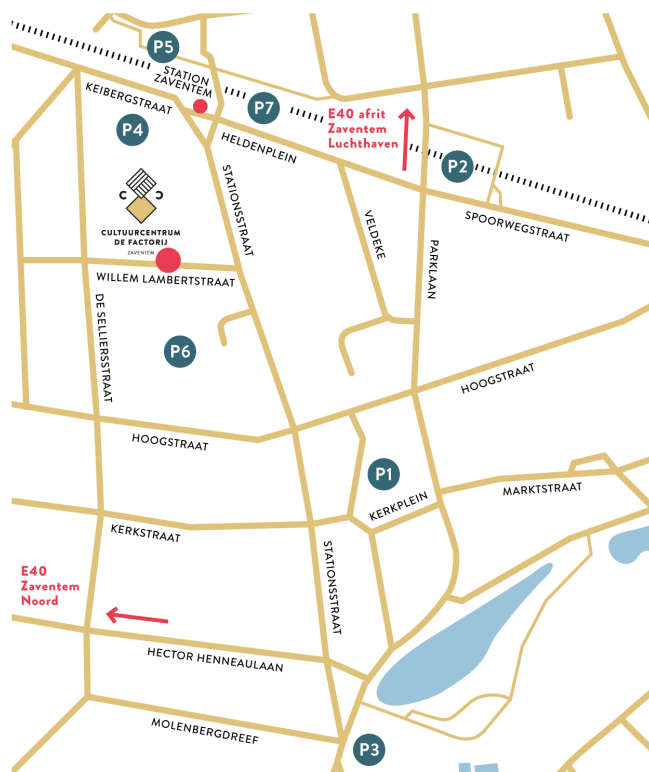 P5
STATION
ZAVENTEM
KEIBERGSTRAAT
P7
E40 afrit
Zaventem
Luchthaven
P4
HELDENPLEIN
P2
STATIONSSTRAAT
VELDEKE
SPOORWEGSTRAAT
CULTUURCENTRUM
DE FACTORIJ
ZAVENTEM
PARKLAAN
WILLEM LAMBERTSTRAAT
DE SELLIERSSTRAAT
P6
HOOGSTRAAT
HOOGSTRAAT
P1
MARKTSTRAAT
KERKPLEIN
KERKSTRAAT
STATIONSSTRAAT
E40
Zaventem
Noord
HECTOR HENNEAULAAN
MOLENBERGDREEF
P3